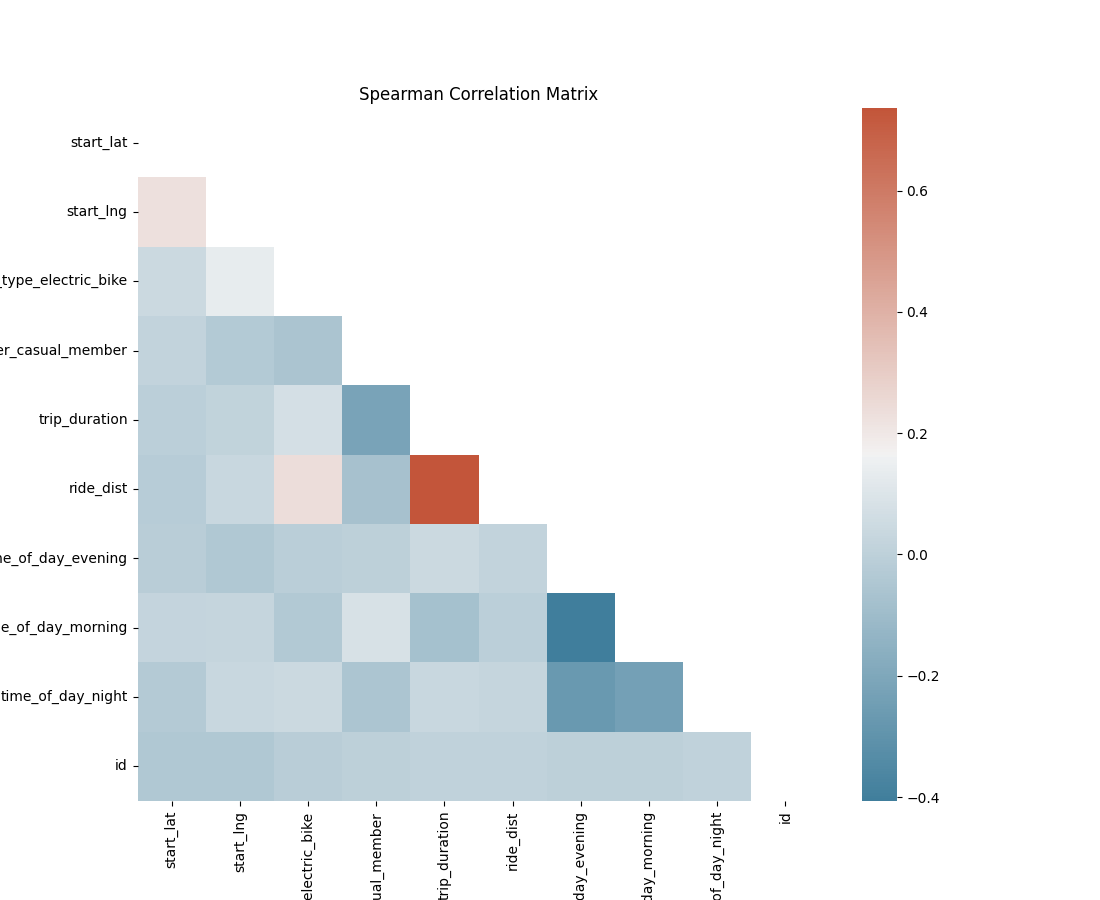 Spearman Correlation Matrix
start_lat
start_lng
_type_electric_bike
er_casual_member
trip_duration
ride_dist
ne_of_day_evening
e_of_day_morning
time_of_day_night
id
start_lat
start_lng
electric_bike
ual_member
trip_duration
ride_dist
day_evening
day_morning
of_day_night
id
0.6
0.4
0.2
0.0
−0.2
−0.4